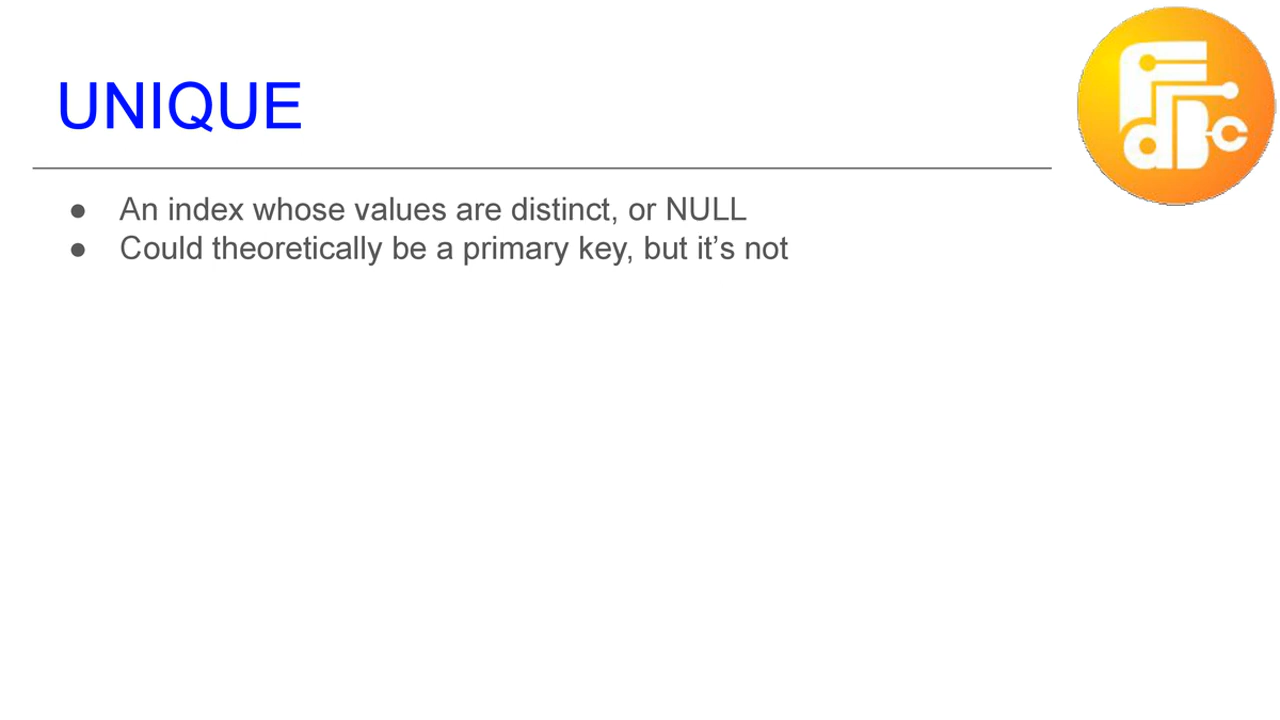 UNIQUE
● An index whose values are distinct, or NULL
● Could theoretically be a primary key, but it’s not